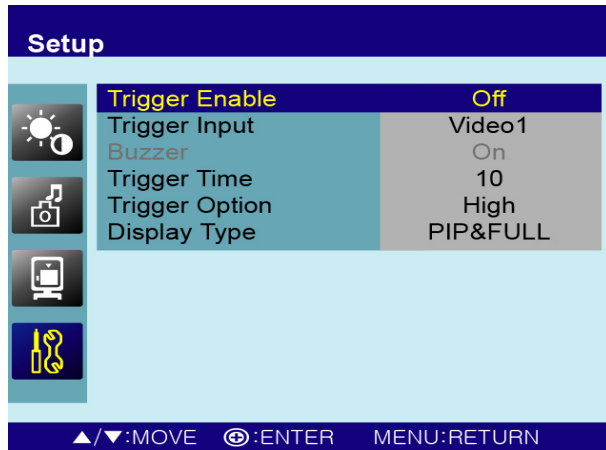 Setup
Trigger Enable Off
Trigger Input Video1
Buzzer On
Trigger Time 10
Trigger Option High
Display Type PIP&FULL
▲/▼:MOVE ⊕:ENTER MENU:RETURN